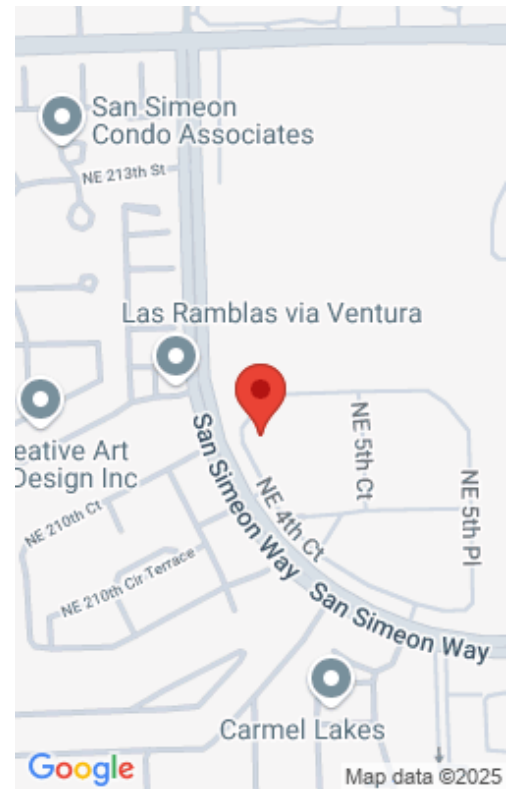 San Simeon
Condo Associates
NE 213th St
Las Ramblas via Ventura
eative Art
Design Inc
NE 5th Ct
NE 5th Pl
San Simeon Way
NE 4th Ct
NE 210th Ct
NE 210th Cir Terrace
San Simeon Way
Carmel Lakes
Google
Map data ©2025